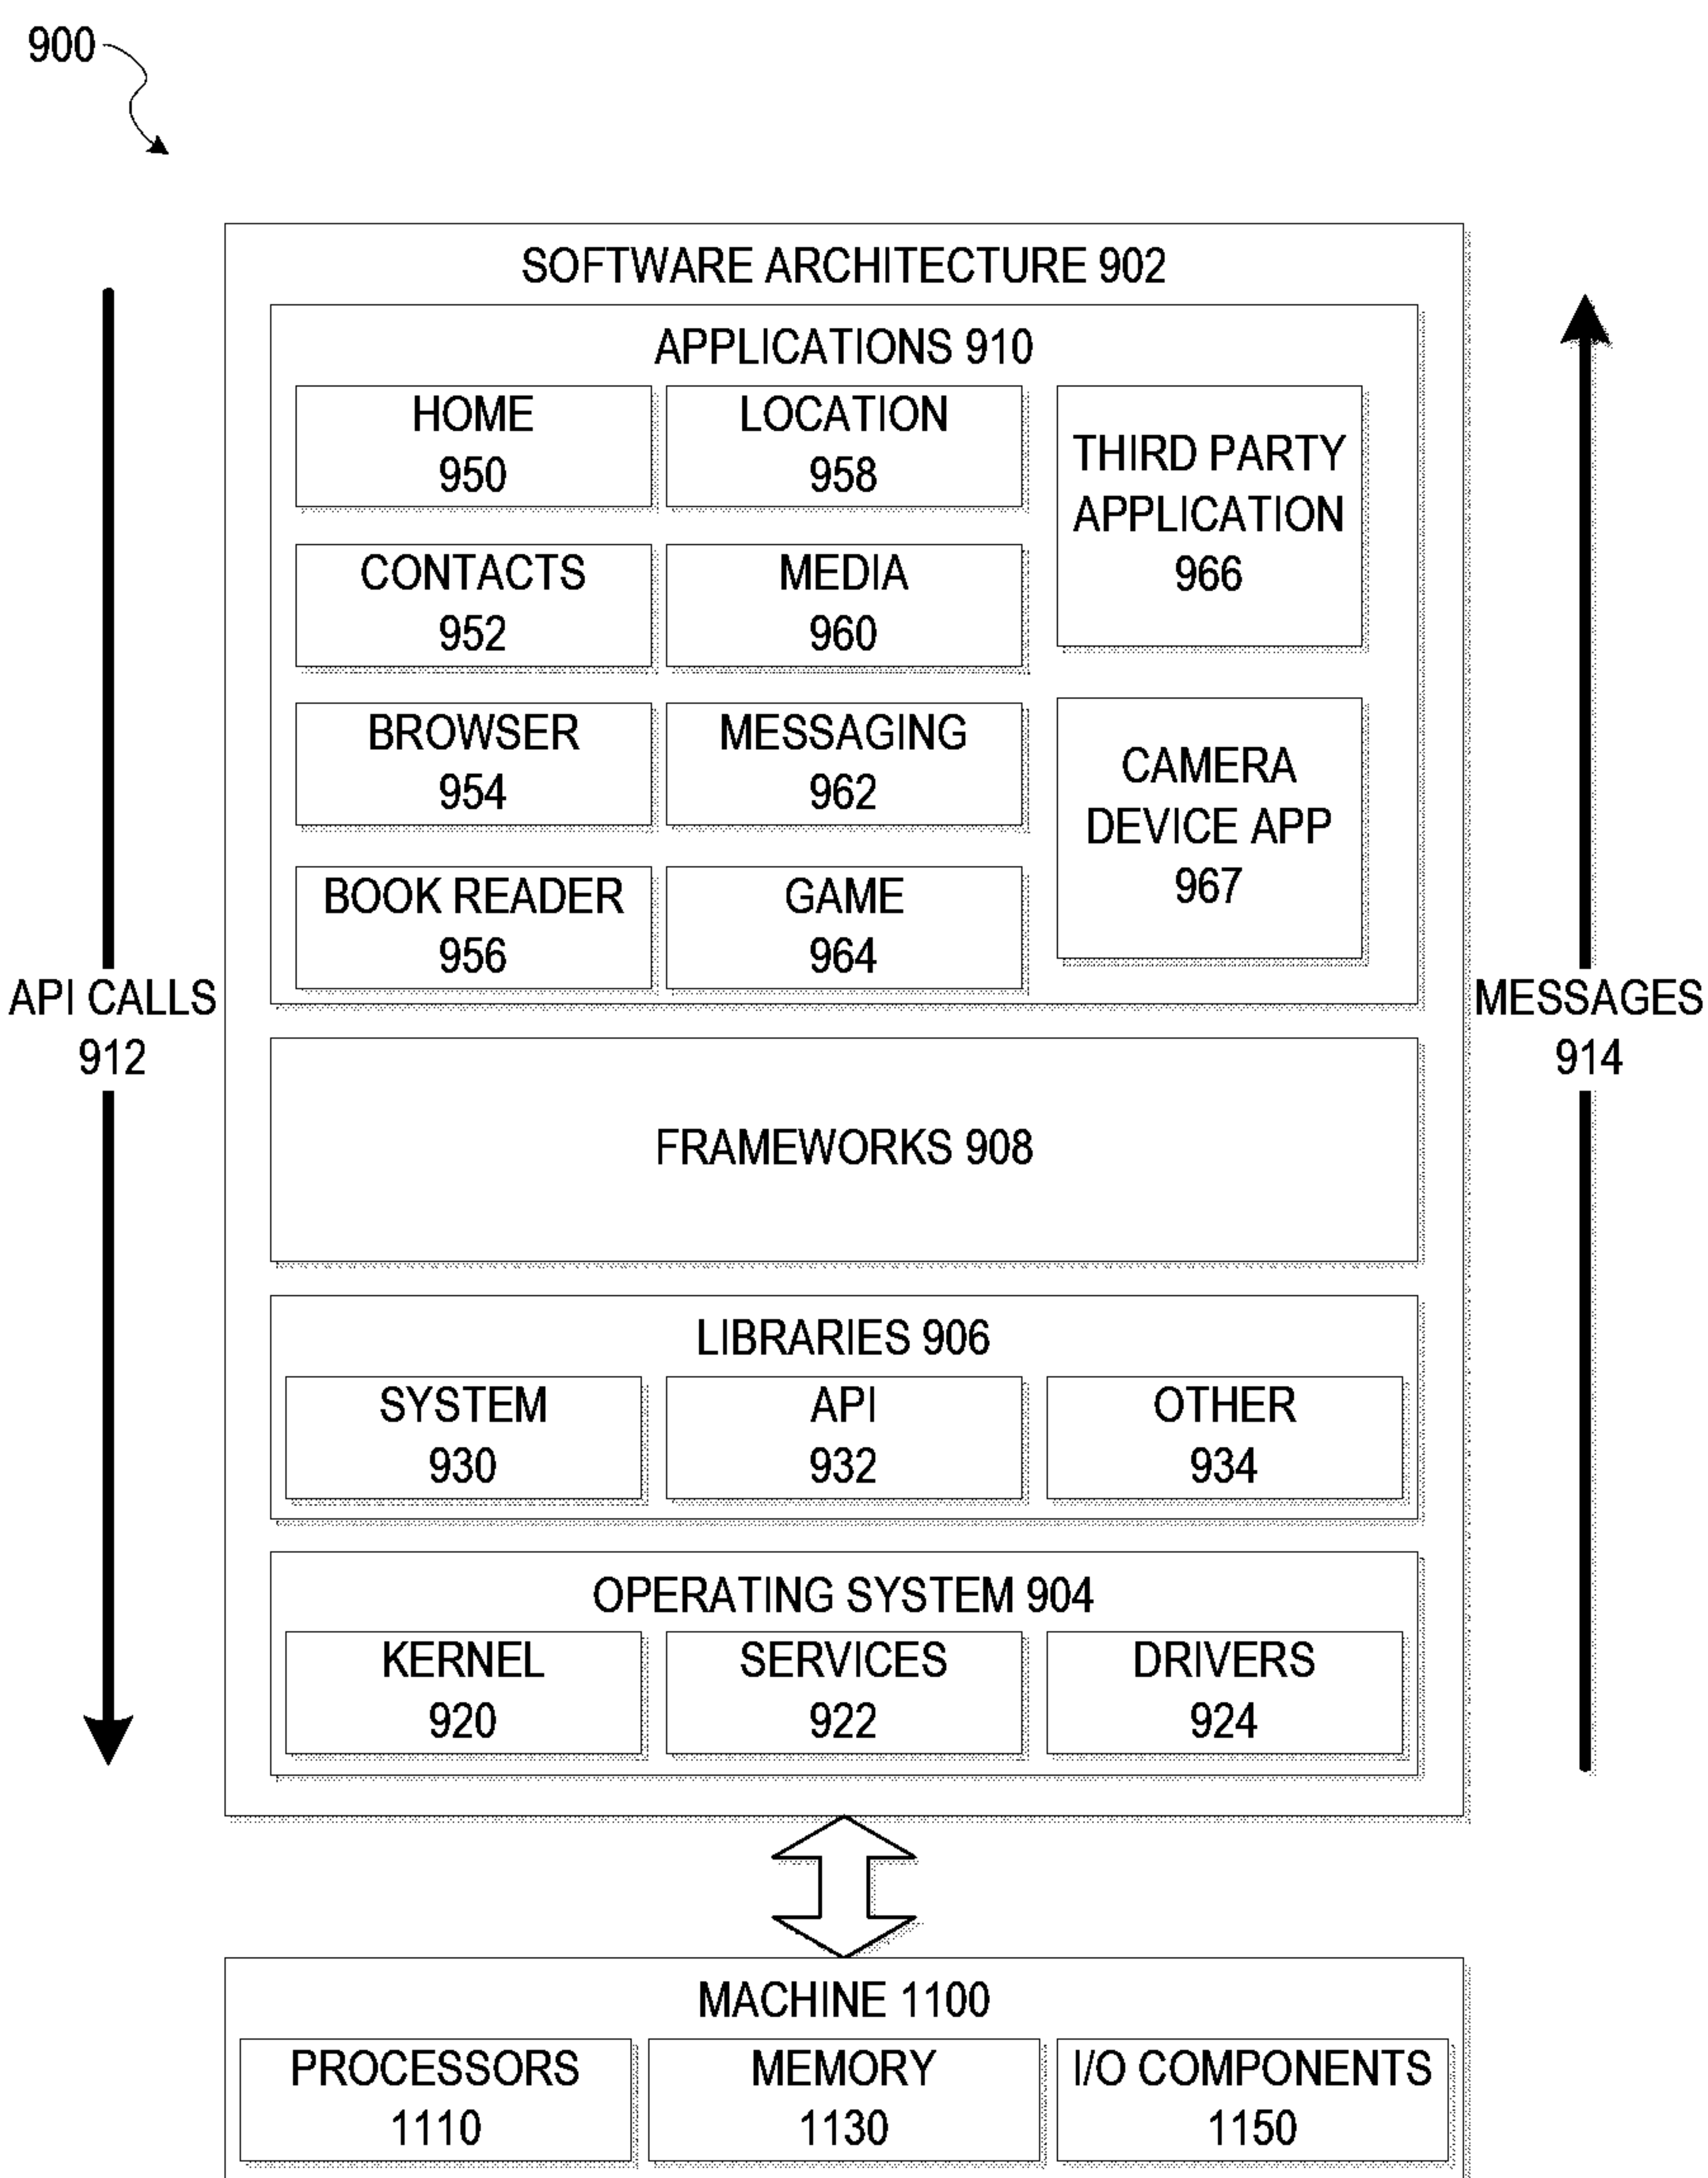 900
SOFTWARE ARCHITECTURE 902
APPLICATIONS 910
HOME
950
LOCATION
958
THIRD PARTY
APPLICATION
966
CONTACTS
952
MEDIA
960
BROWSER
954
MESSAGING
962
CAMERA
DEVICE APP
967
BOOK READER
956
GAME
964
API CALLS
912
MESSAGES
914
FRAMEWORKS 908
LIBRARIES 906
SYSTEM
930
API
932
OTHER
934
OPERATING SYSTEM 904
KERNEL
920
SERVICES
922
DRIVERS
924
MACHINE 1100
PROCESSORS
1110
MEMORY
1130
I/O COMPONENTS
1150